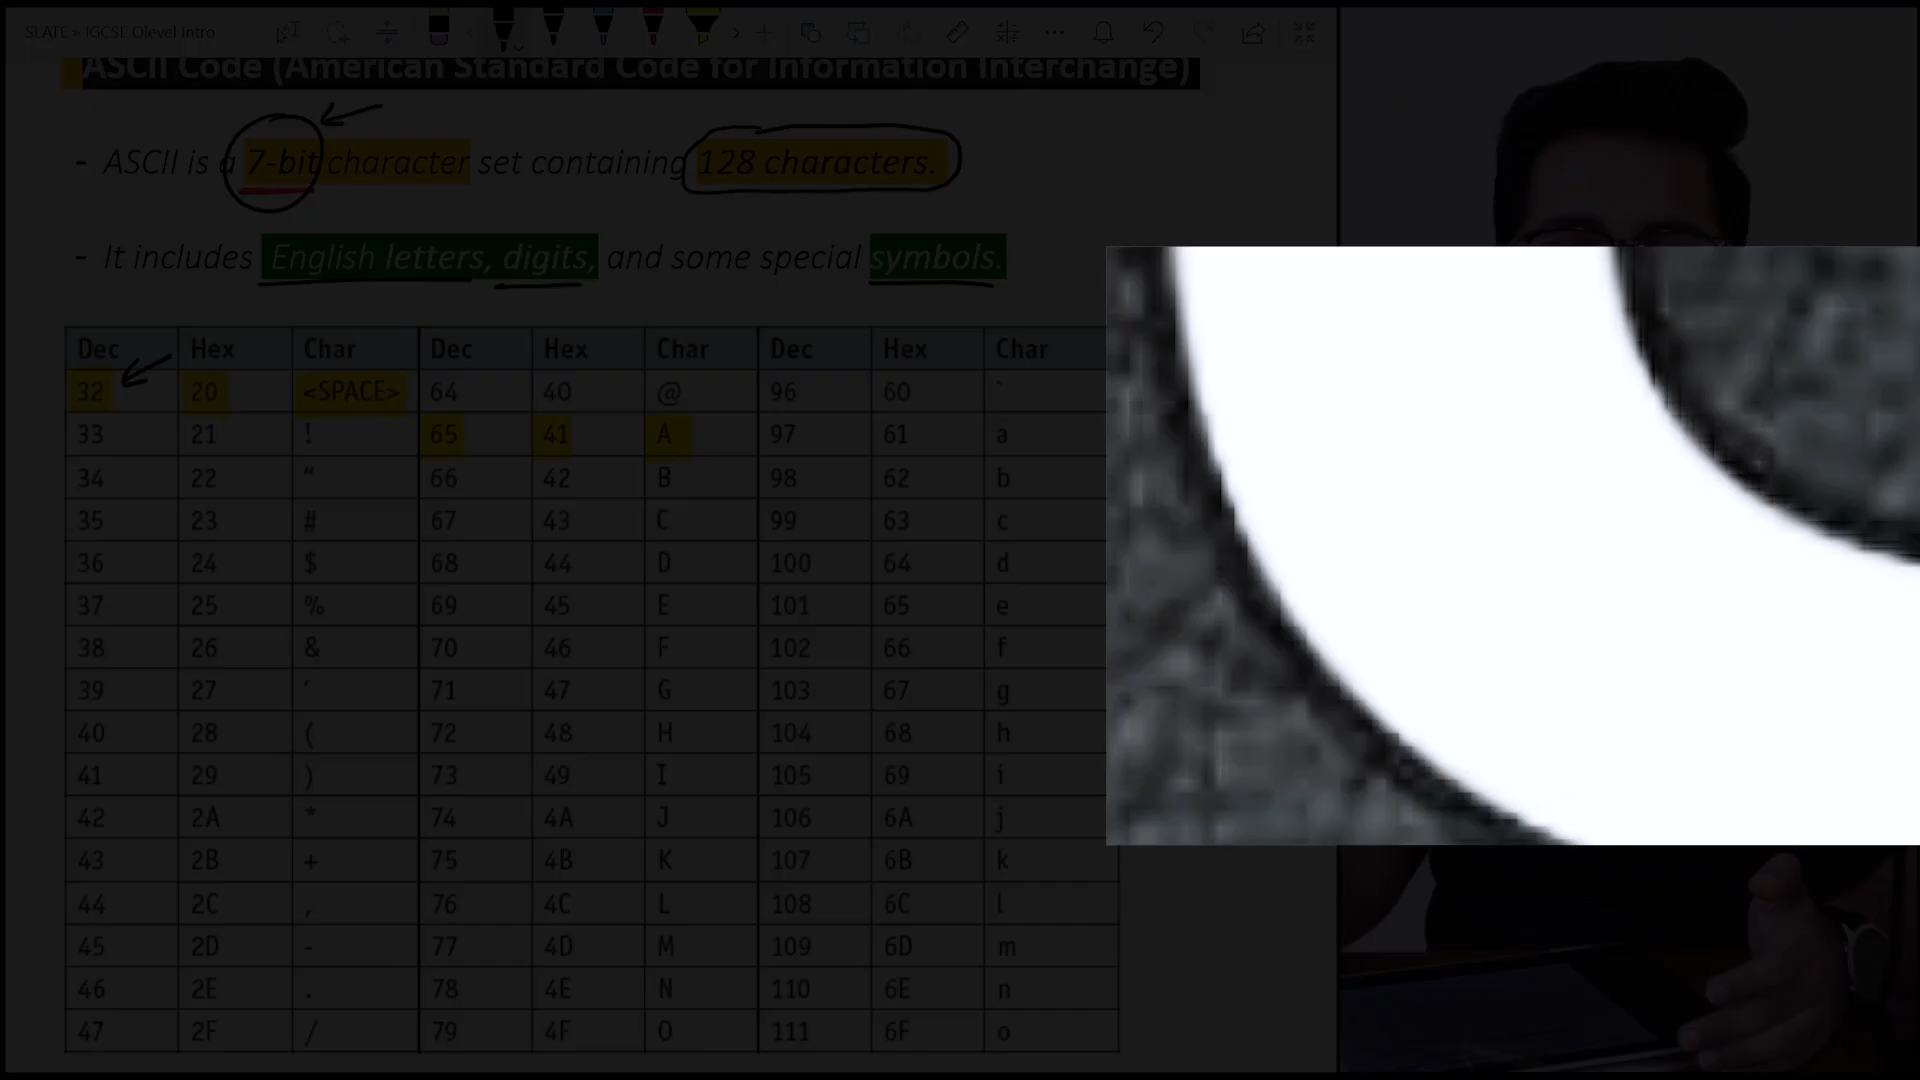 SLATE » IGCSE Olevel Intro
ASCII Code (American Standard Code for Information Interchange)
- ASCII is a 7-bit character set containing 128 characters.
- It includes English letters, digits, and some special symbols.
Dec Hex Char Dec Hex Char Dec Hex Char
32 20 <SPACE> 64 40 @ 96 60 `
33 21 ! 65 41 A 97 61 a
34 22 “ 66 42 B 98 62 b
35 23 # 67 43 C 99 63 c
36 24 $ 68 44 D 100 64 d
37 25 % 69 45 E 101 65 e
38 26 & 70 46 F 102 66 f
39 27 ‘ 71 47 G 103 67 g
40 28 ( 72 48 H 104 68 h
41 29 ) 73 49 I 105 69 i
42 2A * 74 4A J 106 6A j
43 2B + 75 4B K 107 6B k
44 2C , 76 4C L 108 6C l
45 2D - 77 4D M 109 6D m
46 2E . 78 4E N 110 6E n
47 2F / 79 4F O 111 6F o